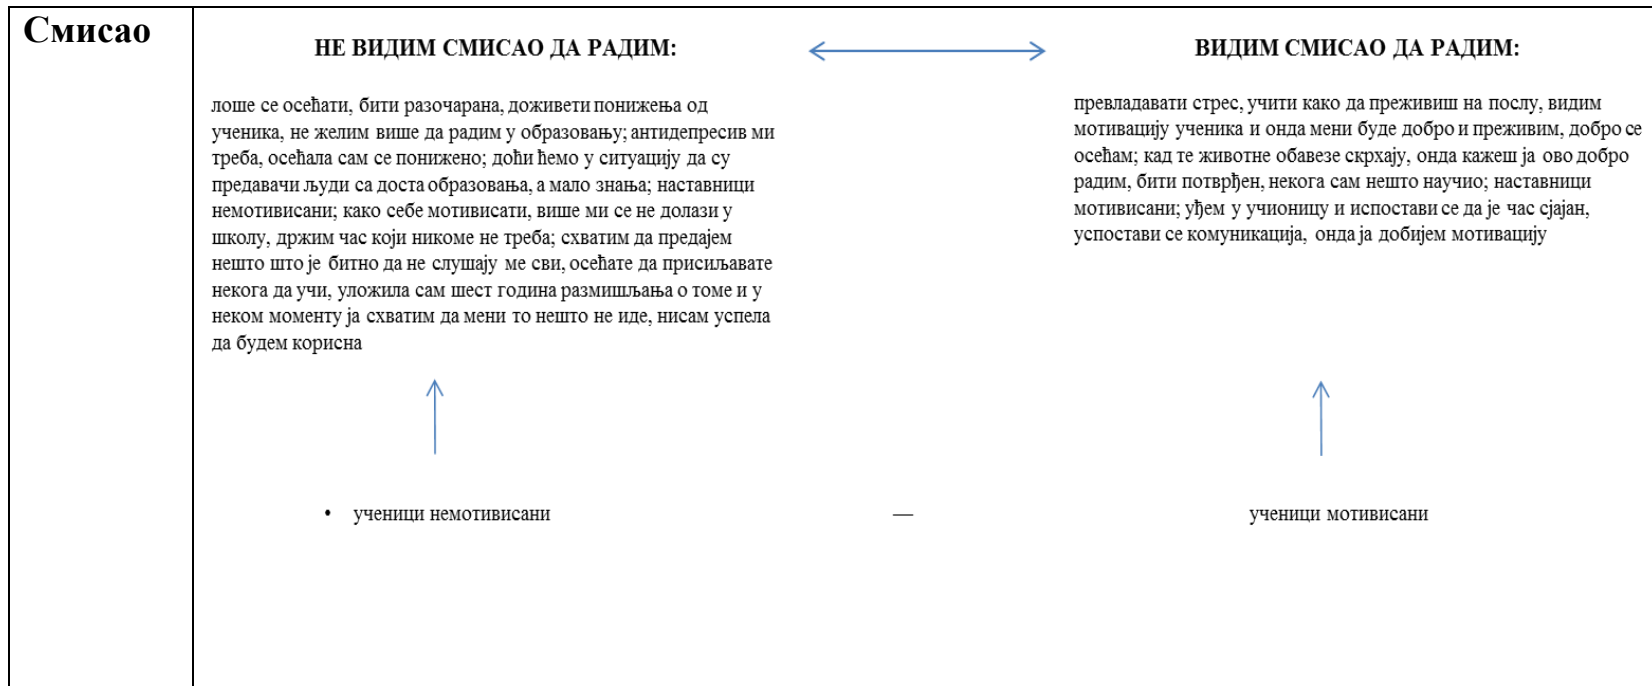 Смисао
НЕ ВИДИМ СМИСАО ДА РАДИМ:
лоше се осећати, бити разочарана, доживети понижења од
ученика, не желим више да радим у образовању; антидепресив ми
треба, осећала сам се понижено; доћи ћемо у ситуацију да су
предавачи људи са доста образовања, а мало знања; наставници
немотивисани; како себе мотивисати, више ми се не долази у
школу, држим час који никоме не треба; схватим да предајем
нешто што је битно да не слушају ме сви, осећате да присиљавате
некога да учи, уложила сам шест година размишљања о томе и у
неком моменту ја схватим да мени то нешто не иде, нисам успела
да будем корисна
ВИДИМ СМИСАО ДА РАДИМ:
превладавати стрес, учити како да преживиш на послу, видим
мотивацију ученика и онда мени буде добро и преживим, добро се
осећам; кад те животне обавезе скрхају, онда кажеш ја ово добро
радим, бити потврђен, некога сам нешто научио; наставници
мотивисани; уђем у учионицу и испостави се да је час сјајан,
успостави се комуникација, онда ја добијем мотивацију
• ученици немотивисани — ученици мотивисани